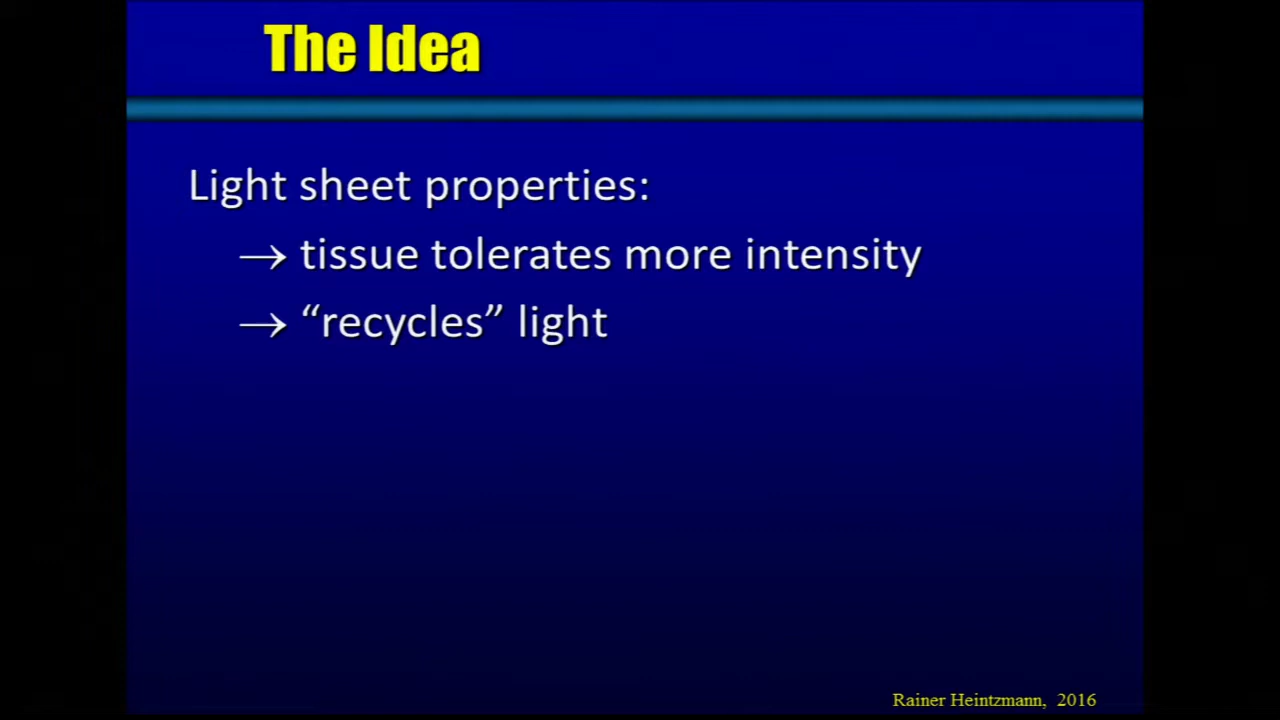 The Idea
Light sheet properties:
→ tissue tolerates more intensity
→ “recycles” light
Rainer Heintzmann, 2016